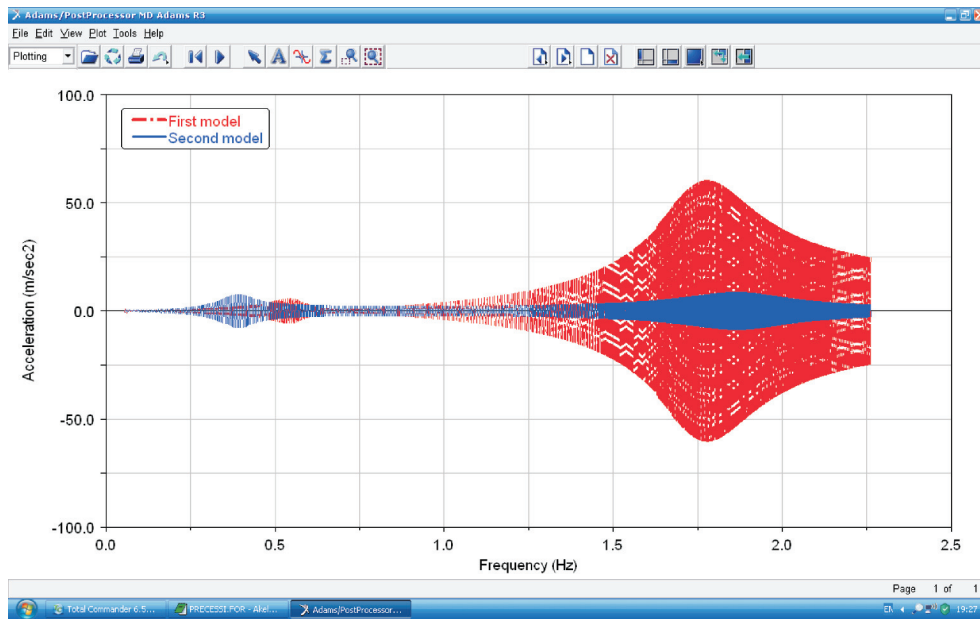 Adams/PostProcessor MD Adams R3
File Edit View Plot Tools Help
Plotting
100.0
50.0
0.0
-50.0
-100.0
First model
Second model
Acceleration (m/sec2)
0.0 0.5 1.0 1.5 2.0 2.5
Frequency (Hz)
Page 1 of 1
Total Commander 6.5... PRECESSI.FOR - Akel... Adams/PostProcessor... EN 19:27